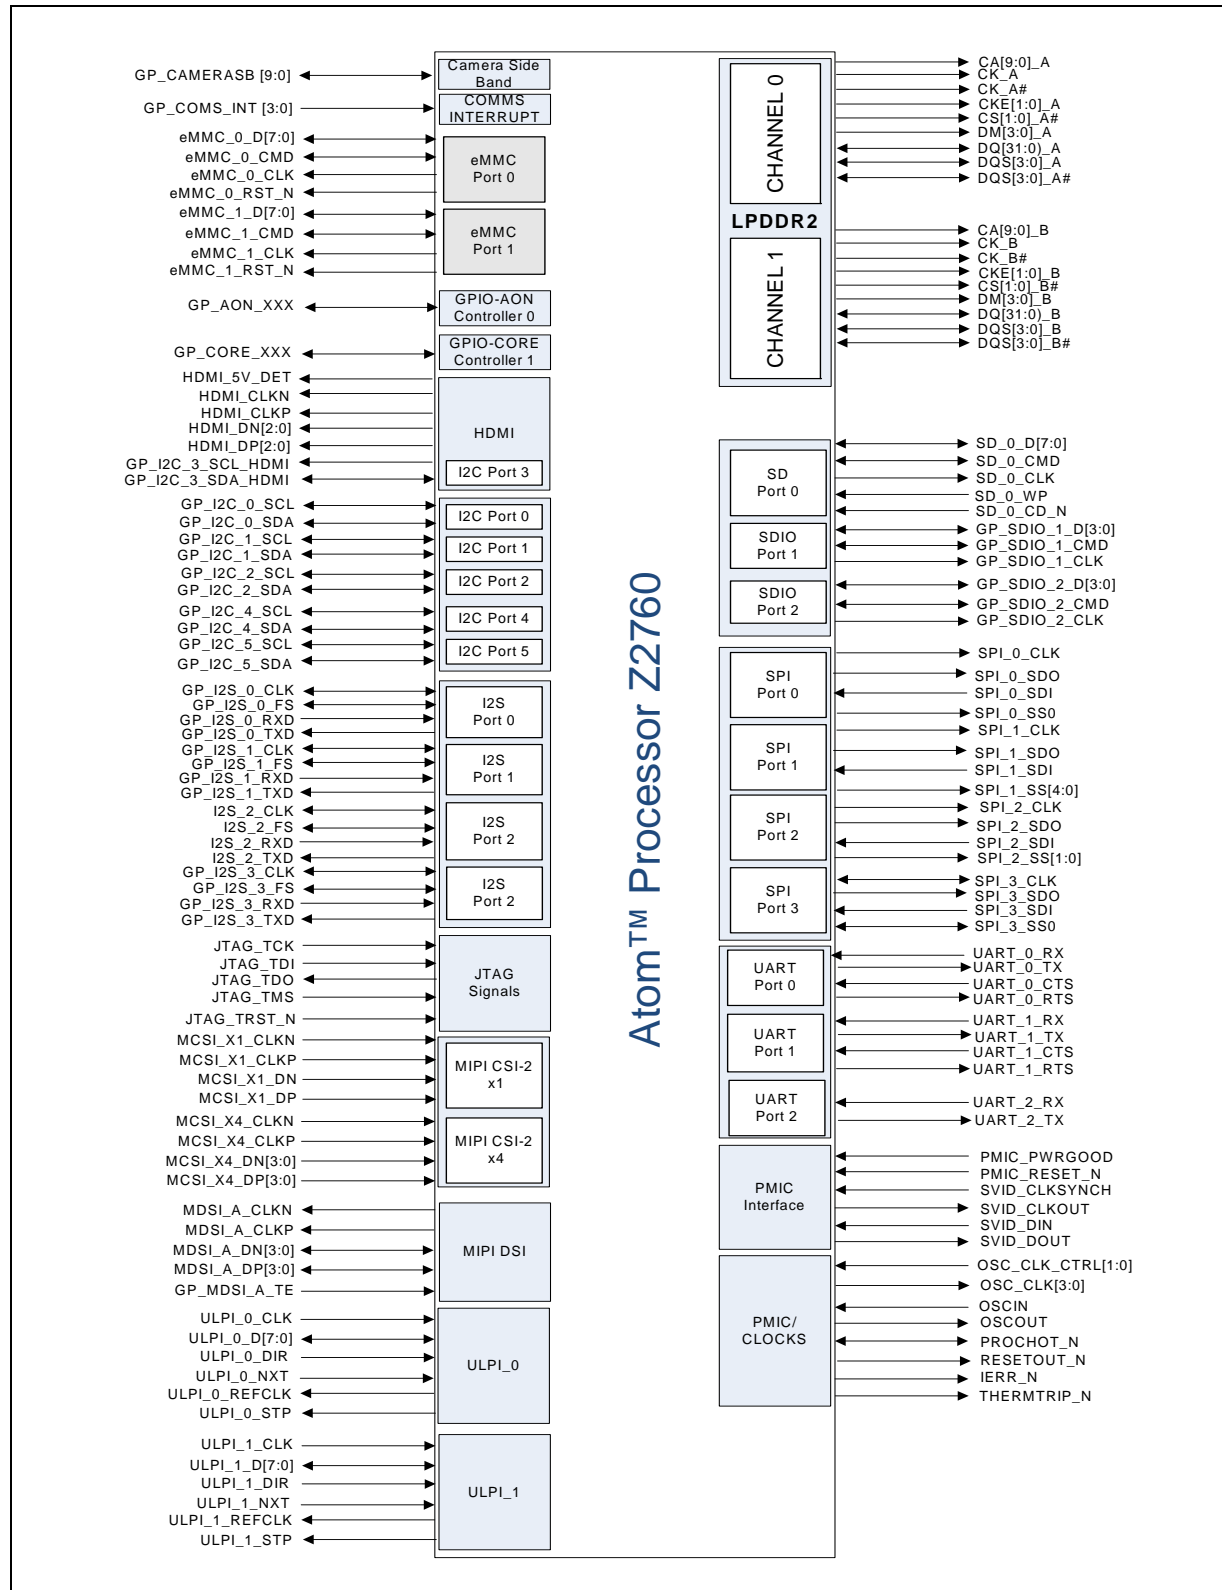 GP_CAMERASB [9:0]
GP_COMS_INT [3:0]
eMMC_0_D[7:0]
eMMC_0_CMD
eMMC_0_CLK
eMMC_0_RST_N
eMMC_1_D[7:0]
eMMC_1_CMD
eMMC_1_CLK
eMMC_1_RST_N
GP_AON_XXX
GP_CORE_XXX
HDMI_5V_DET
HDMI_CLKN
HDMI_CLKP
HDMI_DN[2:0]
HDMI_DP[2:0]
GP_I2C_3_SCL_HDMI
GP_I2C_3_SDA_HDMI
GP_I2C_0_SCL
GP_I2C_0_SDA
GP_I2C_1_SCL
GP_I2C_1_SDA
GP_I2C_2_SCL
GP_I2C_2_SDA
GP_I2C_4_SCL
GP_I2C_4_SDA
GP_I2C_5_SCL
GP_I2C_5_SDA
GP_I2S_0_CLK
GP_I2S_0_FS
GP_I2S_0_RXD
GP_I2S_0_TXD
GP_I2S_1_CLK
GP_I2S_1_FS
GP_I2S_1_RXD
GP_I2S_1_TXD
I2S_2_CLK
I2S_2_FS
I2S_2_RXD
I2S_2_TXD
GP_I2S_3_CLK
GP_I2S_3_FS
GP_I2S_3_RXD
GP_I2S_3_TXD
JTAG_TCK
JTAG_TDI
JTAG_TDO
JTAG_TMS
JTAG_TRST_N
MCSI_X1_CLKN
MCSI_X1_CLKP
MCSI_X1_DN
MCSI_X1_DP
MCSI_X4_CLKN
MCSI_X4_CLKP
MCSI_X4_DN[3:0]
MCSI_X4_DP[3:0]
MDSI_A_CLKN
MDSI_A_CLKP
MDSI_A_DN[3:0]
MDSI_A_DP[3:0]
GP_MDSI_A_TE
ULPI_0_CLK
ULPI_0_D[7:0]
ULPI_0_DIR
ULPI_0_NXT
ULPI_0_REFCLK
ULPI_0_STP
ULPI_1_CLK
ULPI_1_D[7:0]
ULPI_1_DIR
ULPI_1_NXT
ULPI_1_REFCLK
ULPI_1_STP
Camera Side
Band
COMMS
INTERRUPT
eMMC
Port 0
eMMC
Port 1
GPIO-AON
Controller 0
GPIO-CORE
Controller 1
HDMI
I2C Port 3
I2C Port 0
I2C Port 1
I2C Port 2
I2C Port 4
I2C Port 5
I2S
Port 0
I2S
Port 1
I2S
Port 2
I2S
Port 2
JTAG
Signals
MIPI CSI-2
x1
MIPI CSI-2
x4
MIPI DSI
ULPI_0
ULPI_1
Atom™ Processor Z2760
CHANNEL 0
LPDDR2
CHANNEL 1
SD
Port 0
SDIO
Port 1
SDIO
Port 2
SPI
Port 0
SPI
Port 1
SPI
Port 2
SPI
Port 3
UART
Port 0
UART
Port 1
UART
Port 2
PMIC
Interface
PMIC/
CLOCKS
CA[9:0]_A
CK_A
CK_A#
CKE[1:0]_A
CS[1:0]_A#
DM[3:0]_A
DQ[31:0)_A
DQS[3:0]_A
DQS[3:0]_A#
CA[9:0]_B
CK_B
CK_B#
CKE[1:0]_B
CS[1:0]_B#
DM[3:0]_B
DQ[31:0)_B
DQS[3:0]_B
DQS[3:0]_B#
SD_0_D[7:0]
SD_0_CMD
SD_0_CLK
SD_0_WP
SD_0_CD_N
GP_SDIO_1_D[3:0]
GP_SDIO_1_CMD
GP_SDIO_1_CLK
GP_SDIO_2_D[3:0]
GP_SDIO_2_CMD
GP_SDIO_2_CLK
SPI_0_CLK
SPI_0_SDO
SPI_0_SDI
SPI_0_SS0
SPI_1_CLK
SPI_1_SDO
SPI_1_SDI
SPI_1_SS[4:0]
SPI_2_CLK
SPI_2_SDO
SPI_2_SDI
SPI_2_SS[1:0]
SPI_3_CLK
SPI_3_SDO
SPI_3_SDI
SPI_3_SS0
UART_0_RX
UART_0_TX
UART_0_CTS
UART_0_RTS
UART_1_RX
UART_1_TX
UART_1_CTS
UART_1_RTS
UART_2_RX
UART_2_TX
PMIC_PWRGOOD
PMIC_RESET_N
SVID_CLKSYNCH
SVID_CLKOUT
SVID_DIN
SVID_DOUT
OSC_CLK_CTRL[1:0]
OSC_CLK[3:0]
OSCIN
OSCOUT
PROCHOT_N
RESETOUT_N
IERR_N
THERMTRIP_N